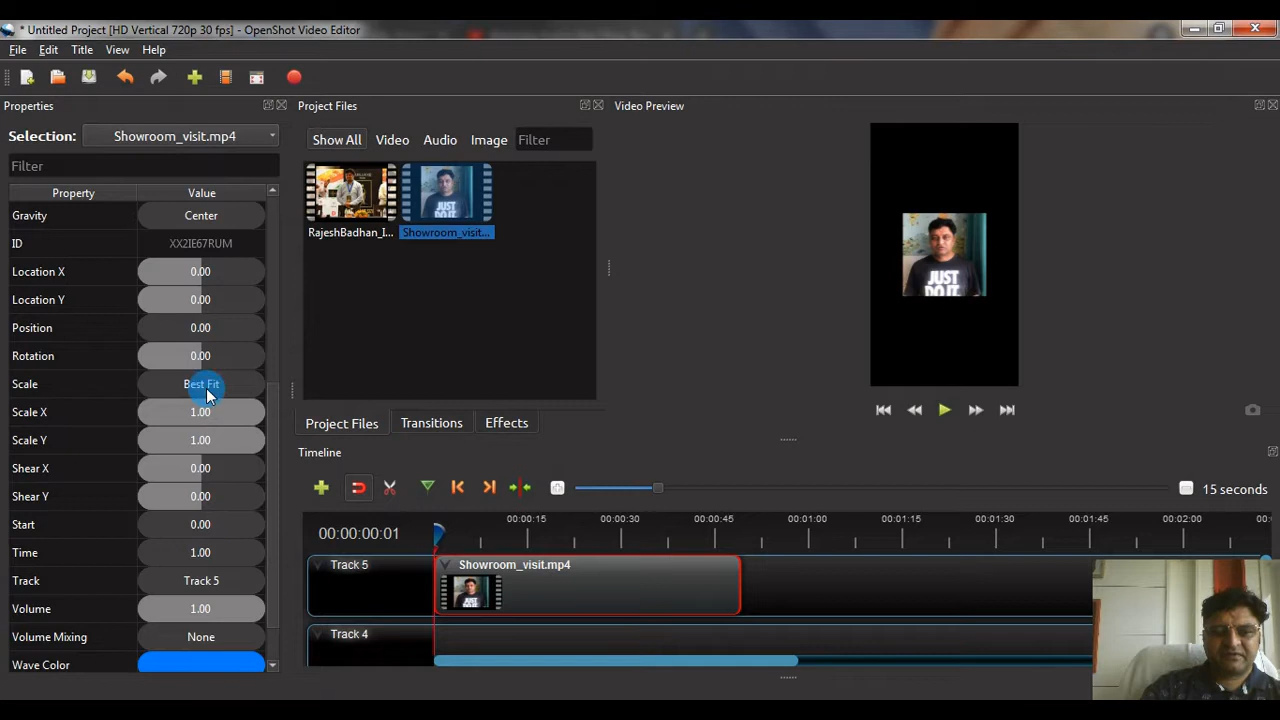 * Untitled Project [HD Vertical 720p 30 fps] - OpenShot Video Editor
File Edit Title View Help
Properties
Project Files
Video Preview
Selection: Showroom_visit.mp4
Show All Video Audio Image Filter
Filter
Property Value
Gravity Center
ID XX2IE67RUM
Location X 0.00
Location Y 0.00
Position 0.00
Rotation 0.00
Scale Best Fit
Scale X 1.00
Scale Y 1.00
Shear X 0.00
Shear Y 0.00
Start 0.00
Time 1.00
Track Track 5
Volume 1.00
Volume Mixing None
Wave Color
RajeshBadhan_I... Showroom_visit...
JUST
DO IT.
Project Files Transitions Effects
Timeline
15 seconds
00:00:00:01
00:00:15 00:00:30 00:00:45 00:01:00 00:01:15 00:01:30 00:01:45 00:02:00
Track 5
Showroom_visit.mp4
Track 4